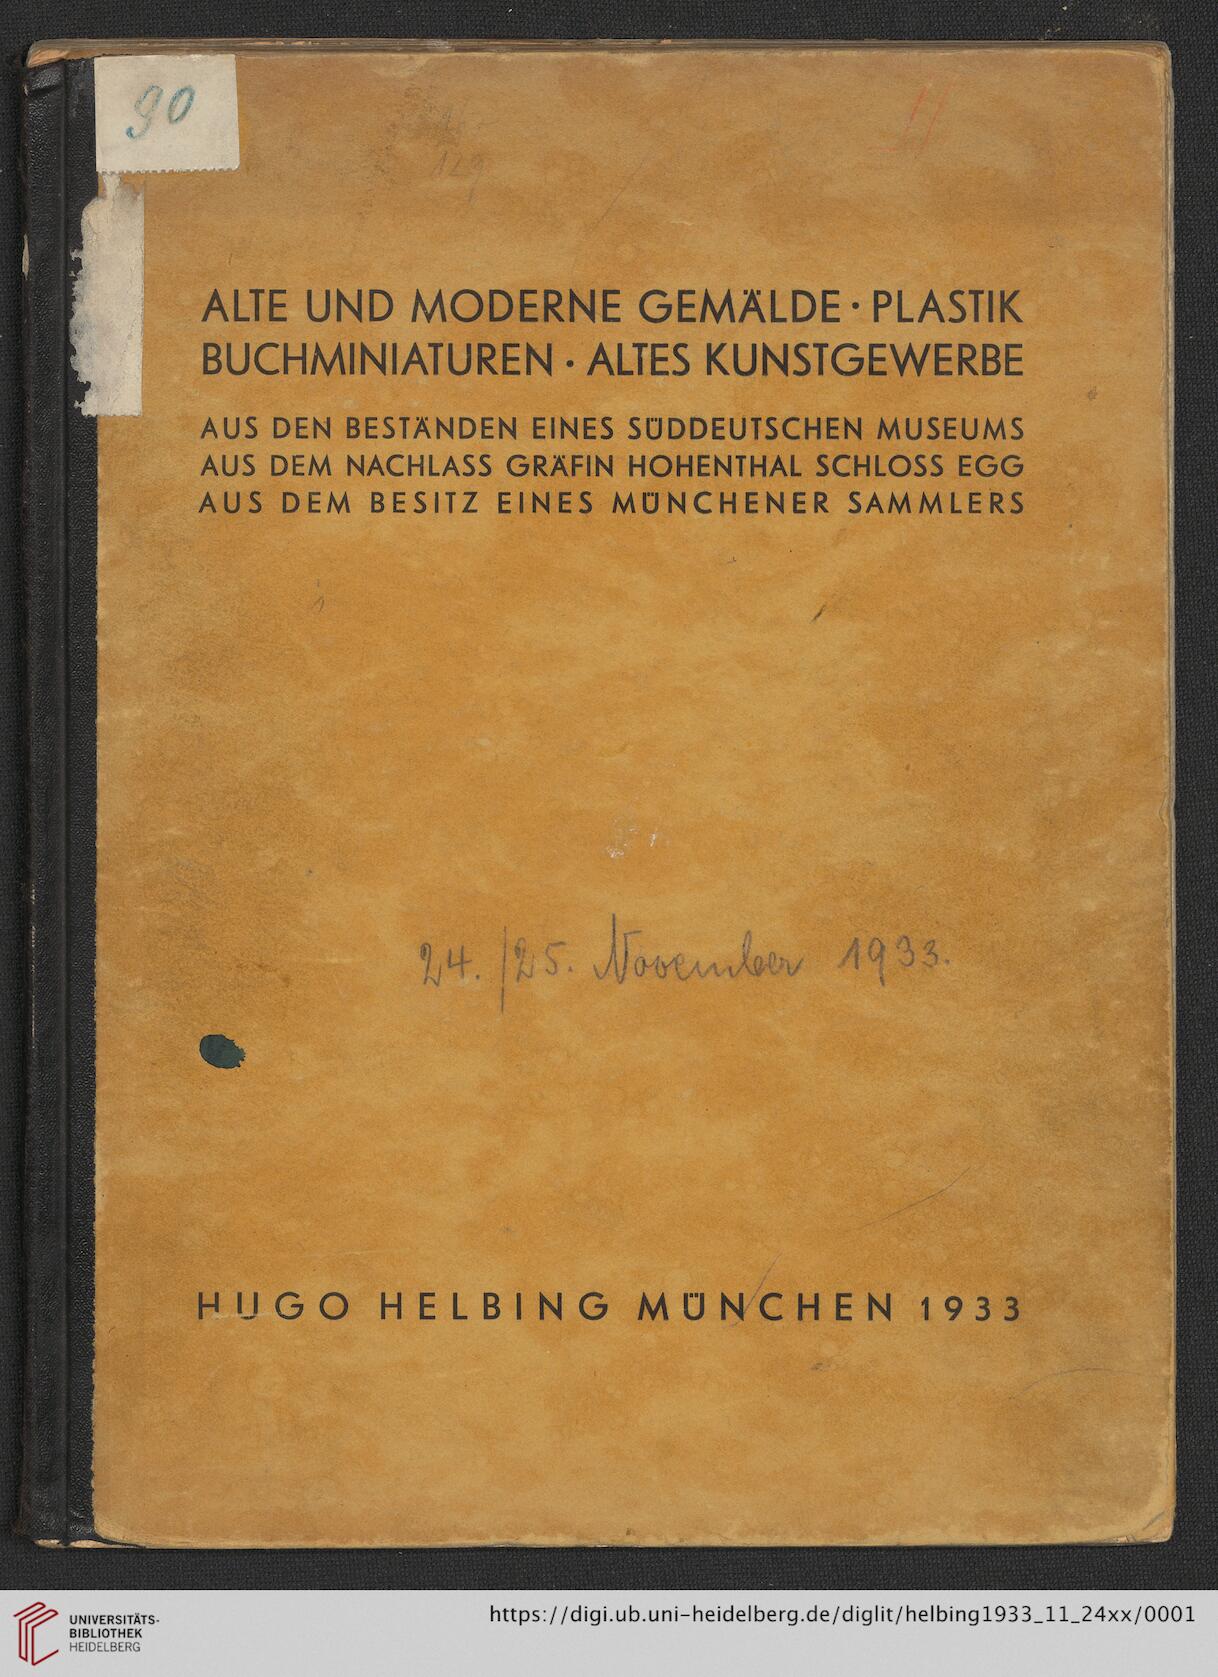 90
129
ALTE UND MODERNE GEMÄLDE · PLASTIK
BUCHMINIATUREN · ALTES KUNSTGEWERBE
AUS DEN BESTÄNDEN EINES SÜDDEUTSCHEN MUSEUMS
AUS DEM NACHLASS GRÄFIN HOHENTHAL SCHLOSS EGG
AUS DEM BESITZ EINES MÜNCHENER SAMMLERS
24./25. November 1933.
HUGO HELBING MÜNCHEN 1933
UNIVERSITÄTS-
BIBLIOTHEK
HEIDELBERG
https://digi.ub.uni-heidelberg.de/diglit/helbing1933_11_24xx/0001